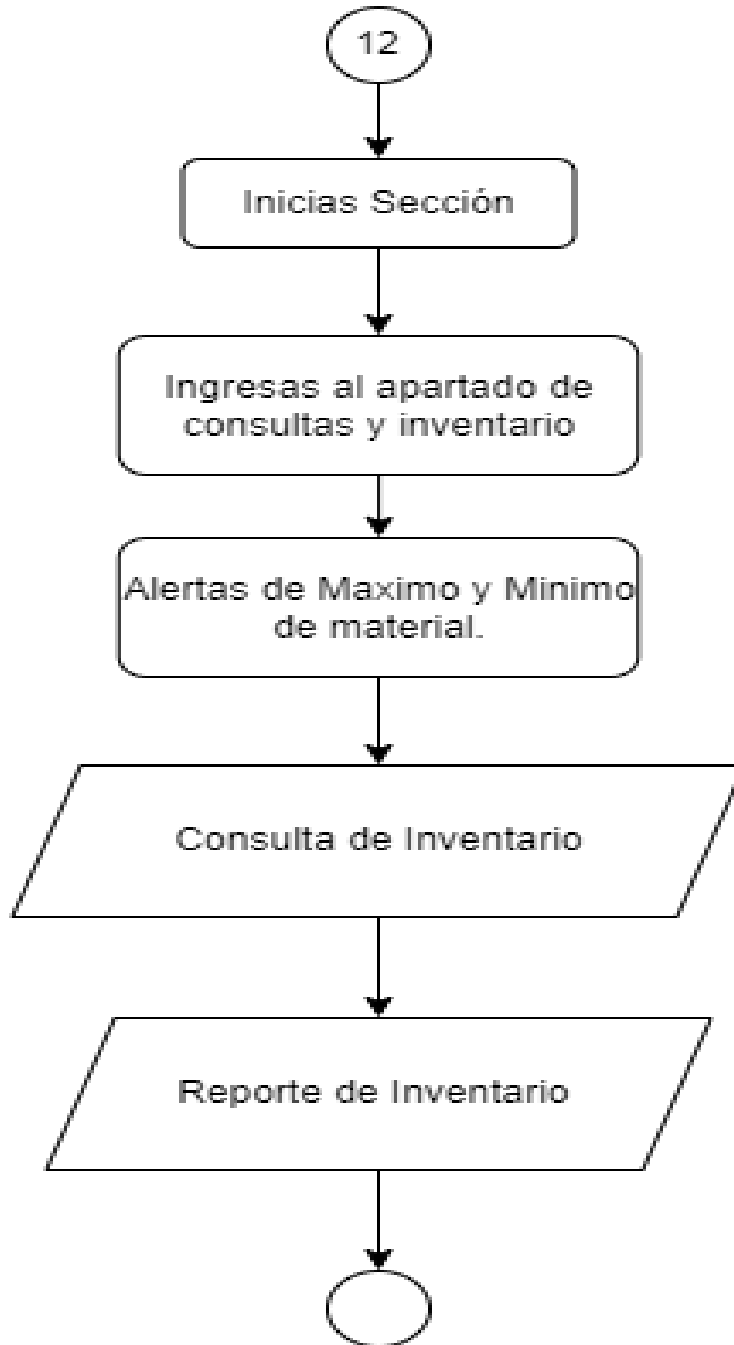 12
Inicias Sección
Ingresas al apartado de
consultas y inventario
Alertas de Maximo y Minimo
de material.
Consulta de Inventario
Reporte de Inventario